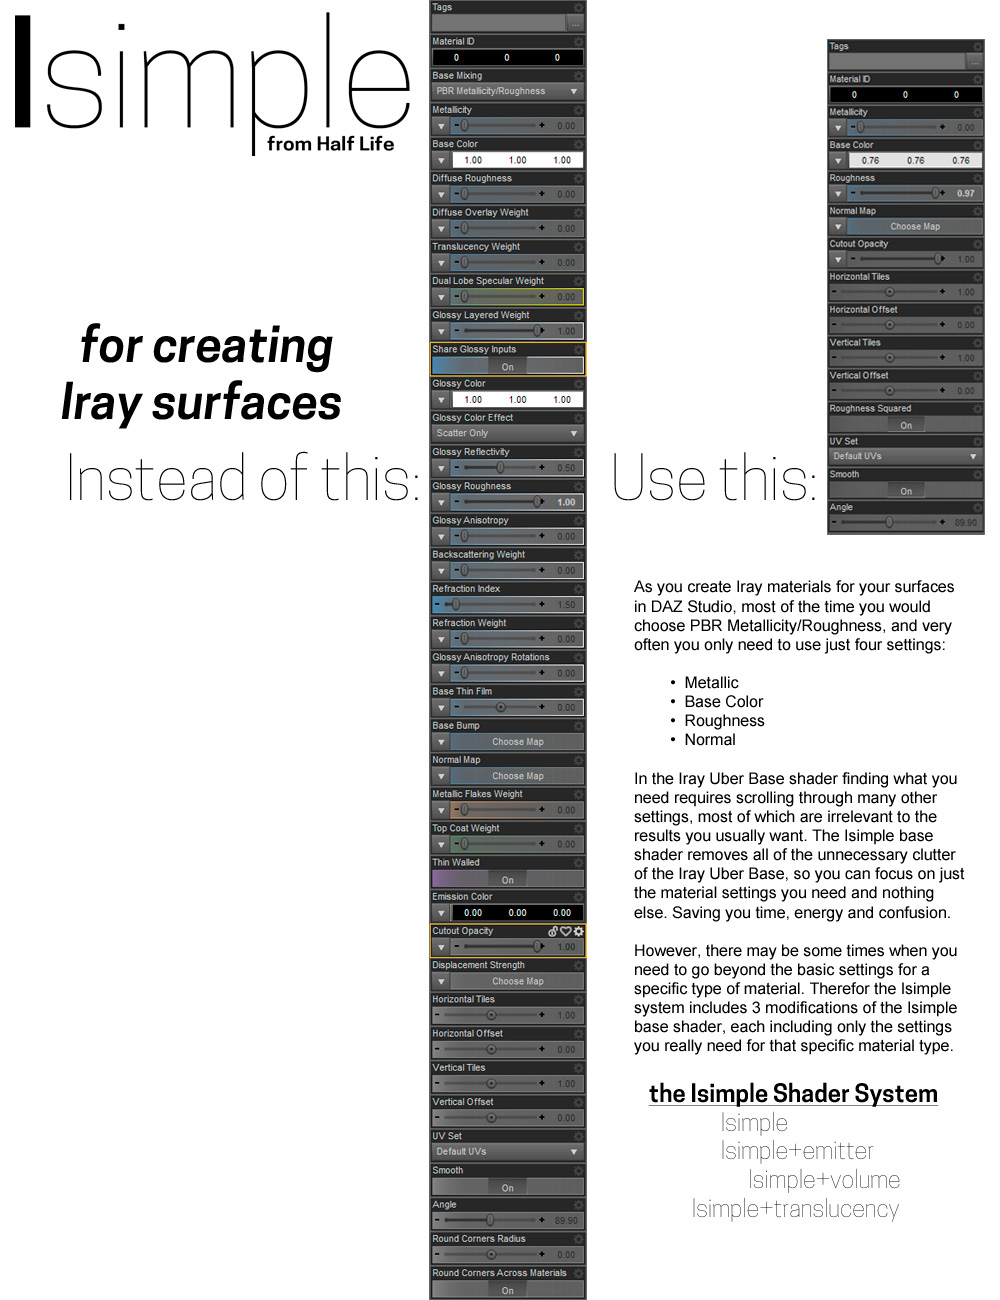 Isimple
from Half Life
for creating
Iray surfaces
Instead of this:
Tags
...
Material ID
0 0 0
Base Mixing
PBR Metallicity/Roughness
Metallicity
0.00
Base Color
1.00 1.00 1.00
Diffuse Roughness
0.00
Diffuse Overlay Weight
0.00
Translucency Weight
0.00
Dual Lobe Specular Weight
0.00
Glossy Layered Weight
1.00
Share Glossy Inputs
On
Glossy Color
1.00 1.00 1.00
Glossy Color Effect
Scatter Only
Glossy Reflectivity
0.50
Glossy Roughness
1.00
Glossy Anisotropy
0.00
Backscattering Weight
0.00
Refraction Index
1.50
Refraction Weight
0.00
Glossy Anisotropy Rotations
0.00
Base Thin Film
0.00
Base Bump
Choose Map
Normal Map
Choose Map
Metallic Flakes Weight
0.00
Top Coat Weight
0.00
Thin Walled
On
Emission Color
0.00 0.00 0.00
Cutout Opacity
1.00
Displacement Strength
Choose Map
Horizontal Tiles
1.00
Horizontal Offset
0.00
Vertical Tiles
1.00
Vertical Offset
0.00
UV Set
Default UVs
Smooth
On
Angle
89.90
Round Corners Radius
0.00
Round Corners Across Materials
On
Use this:
Tags
...
Material ID
0 0 0
Metallicity
0.00
Base Color
0.76 0.76 0.76
Roughness
0.97
Normal Map
Choose Map
Cutout Opacity
1.00
Horizontal Tiles
1.00
Horizontal Offset
0.00
Vertical Tiles
1.00
Vertical Offset
0.00
Roughness Squared
On
UV Set
Default UVs
Smooth
On
Angle
89.90
As you create Iray materials for your surfaces
in DAZ Studio, most of the time you would
choose PBR Metallicity/Roughness, and very
often you only need to use just four settings:
• Metallic
• Base Color
• Roughness
• Normal
In the Iray Uber Base shader finding what you
need requires scrolling through many other
settings, most of which are irrelevant to the
results you usually want. The Isimple base
shader removes all of the unnecessary clutter
of the Iray Uber Base, so you can focus on just
the material settings you need and nothing
else. Saving you time, energy and confusion.
However, there may be some times when you
need to go beyond the basic settings for a
specific type of material. Therefor the Isimple
system includes 3 modifications of the Isimple
base shader, each including only the settings
you really need for that specific material type.
the Isimple Shader System
Isimple
Isimple+emitter
Isimple+volume
Isimple+translucency